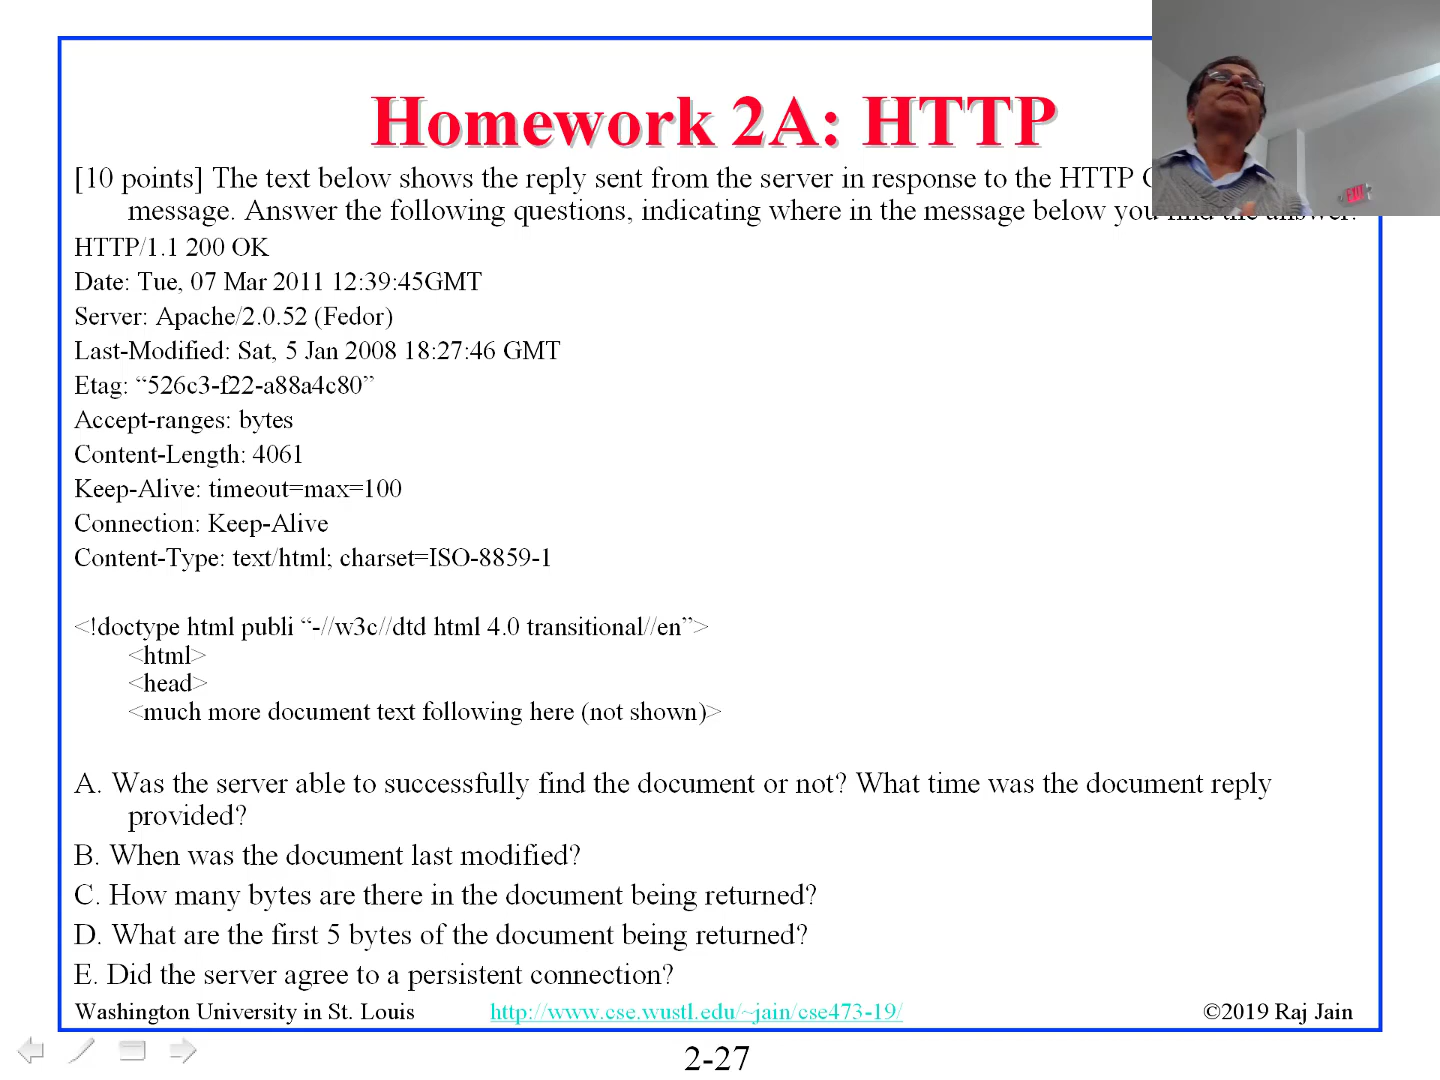 Homework 2A: HTTP
[10 points] The text below shows the reply sent from the server in response to the HTTP
message. Answer the following questions, indicating where in the message below you find the answer.
HTTP/1.1 200 OK
Date: Tue, 07 Mar 2011 12:39:45GMT
Server: Apache/2.0.52 (Fedor)
Last-Modified: Sat, 5 Jan 2008 18:27:46 GMT
Etag: “526c3-f22-a88a4c80”
Accept-ranges: bytes
Content-Length: 4061
Keep-Alive: timeout=max=100
Connection: Keep-Alive
Content-Type: text/html; charset=ISO-8859-1
<!doctype html publi “-//w3c//dtd html 4.0 transitional//en”>
<html>
<head>
<much more document text following here (not shown)>
A. Was the server able to successfully find the document or not? What time was the document reply
provided?
B. When was the document last modified?
C. How many bytes are there in the document being returned?
D. What are the first 5 bytes of the document being returned?
E. Did the server agree to a persistent connection?
Washington University in St. Louis http://www.cse.wustl.edu/~jain/cse473-19/ ©2019 Raj Jain
2-27